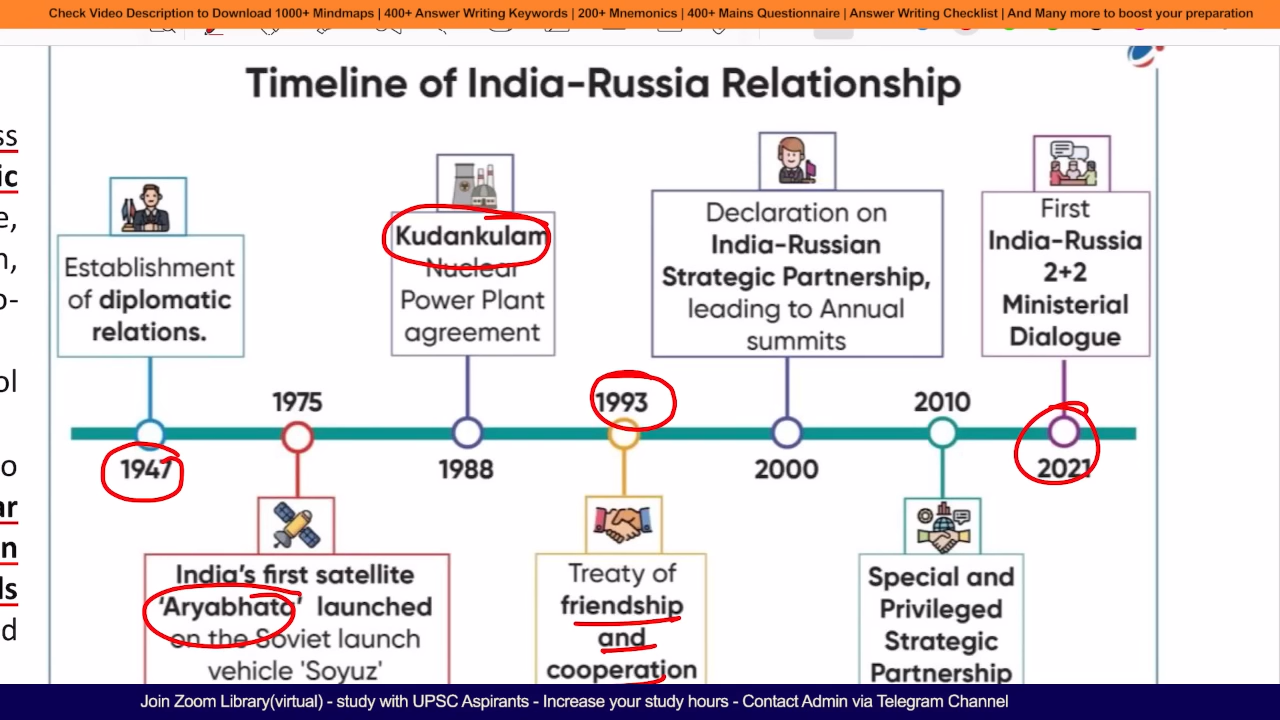 Check Video Description to Download 1000+ Mindmaps | 400+ Answer Writing Keywords | 200+ Mnemonics | 400+ Mains Questionnaire | Answer Writing Checklist | And Many more to boost your preparation
Timeline of India-Russia Relationship
ss
ic
e,
n,
o-
ol
o
ar
n
ls
d
Establishment
of diplomatic
relations.
Kudankulam
Nuclear
Power Plant
agreement
Declaration on
India-Russian
Strategic Partnership,
leading to Annual
summits
First
India-Russia
2+2
Ministerial
Dialogue
1975
1993
2010
1947
1988
2000
2021
India's first satellite
'Aryabhata' launched
on the Soviet launch
vehicle 'Soyuz'
Treaty of
friendship
and
cooperation
Special and
Privileged
Strategic
Partnership
Join Zoom Library(virtual) - study with UPSC Aspirants - Increase your study hours - Contact Admin via Telegram Channel